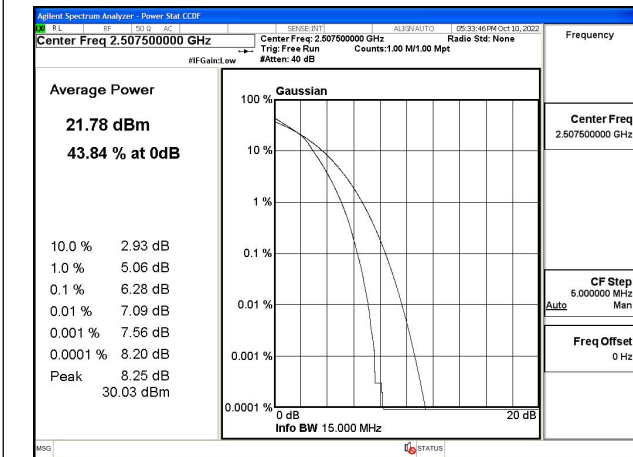 Agilent Spectrum Analyzer - Power Stat CCDF
RL RF 50 Ω AC SENSE:INT ALIGN AUTO 05:33:46 PM Oct 10, 2022
Center Freq 2.507500000 GHz
Center Freq: 2.507500000 GHz Radio Std: None
Trig: Free Run Counts:1.00 M/1.00 Mpt
#IFGain:Low #Atten: 40 dB
Frequency
Average Power
21.78 dBm
43.84 % at 0dB
10.0 % 2.93 dB
1.0 % 5.06 dB
0.1 % 6.28 dB
0.01 % 7.09 dB
0.001 % 7.56 dB
0.0001 % 8.20 dB
Peak 8.25 dB
30.03 dBm
Gaussian
100 %
10 %
1 %
0.1 %
0.01 %
0.001 %
0.0001 %
0 dB 20 dB
Info BW 15.000 MHz
Center Freq
2.507500000 GHz
CF Step
5.000000 MHz
Auto Man
Freq Offset
0 Hz
MSG STATUS